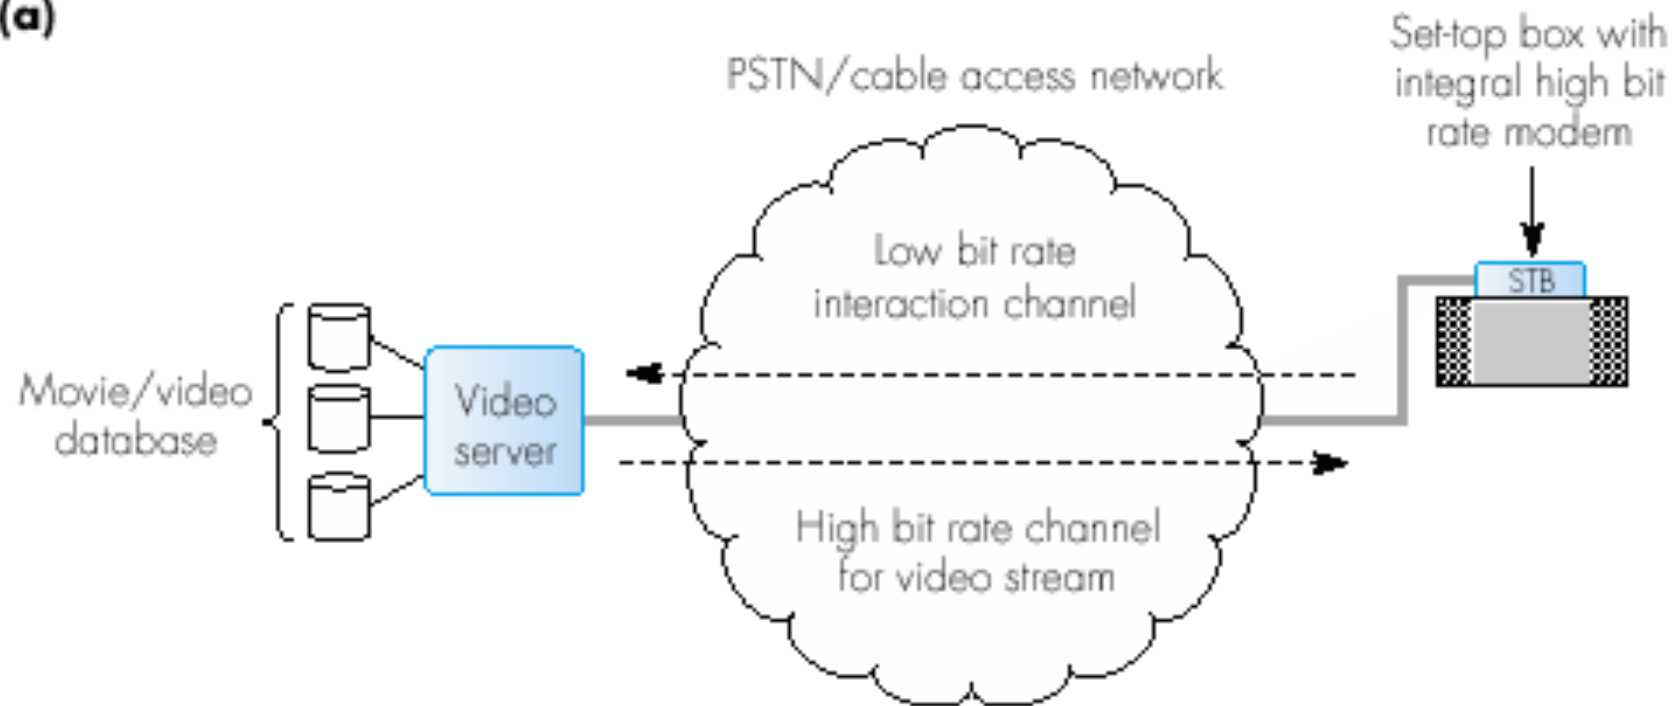 (a)
PSTN/cable access network
Set-top box with
integral high bit
rate modem
Low bit rate
interaction channel
STB
Movie/video
database
Video
server
High bit rate channel
for video stream